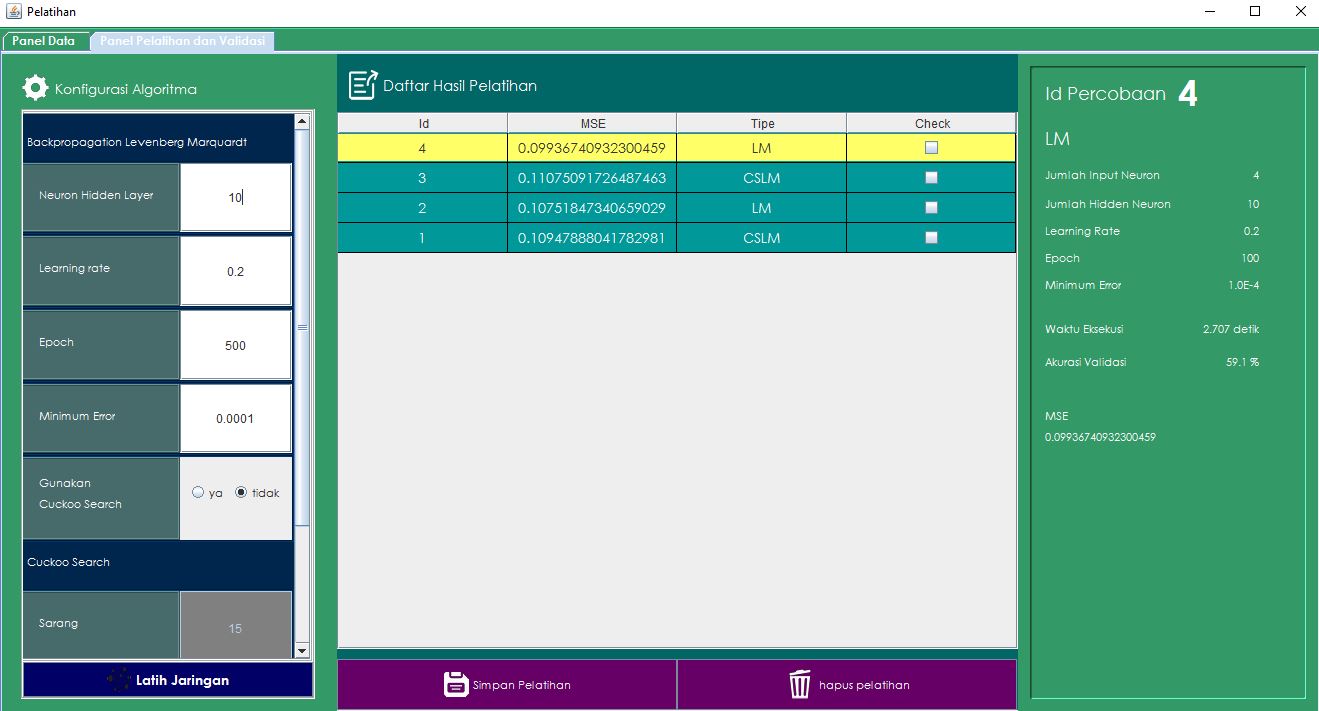 Pelatihan
Panel Data
Panel Pelatihan dan Validasi
Konfigurasi Algoritma
Backpropagation Levenberg Marquardt
Neuron Hidden Layer 10
Learning rate 0.2
Epoch 500
Minimum Error 0.0001
Gunakan
Cuckoo Search
ya tidak
Cuckoo Search
Sarang 15
Latih Jaringan
Daftar Hasil Pelatihan
Id MSE Tipe Check
4 0.09936740932300459 LM
3 0.11075091726487463 CSLM
2 0.10751847340659029 LM
1 0.10947888041782981 CSLM
Simpan Pelatihan
hapus pelatihan
Id Percobaan 4
LM
Jumlah Input Neuron 4
Jumlah Hidden Neuron 10
Learning Rate 0.2
Epoch 100
Minimum Error 1.0E-4
Waktu Eksekusi 2.707 detik
Akurasi Validasi 59.1 %
MSE
0.09936740932300459